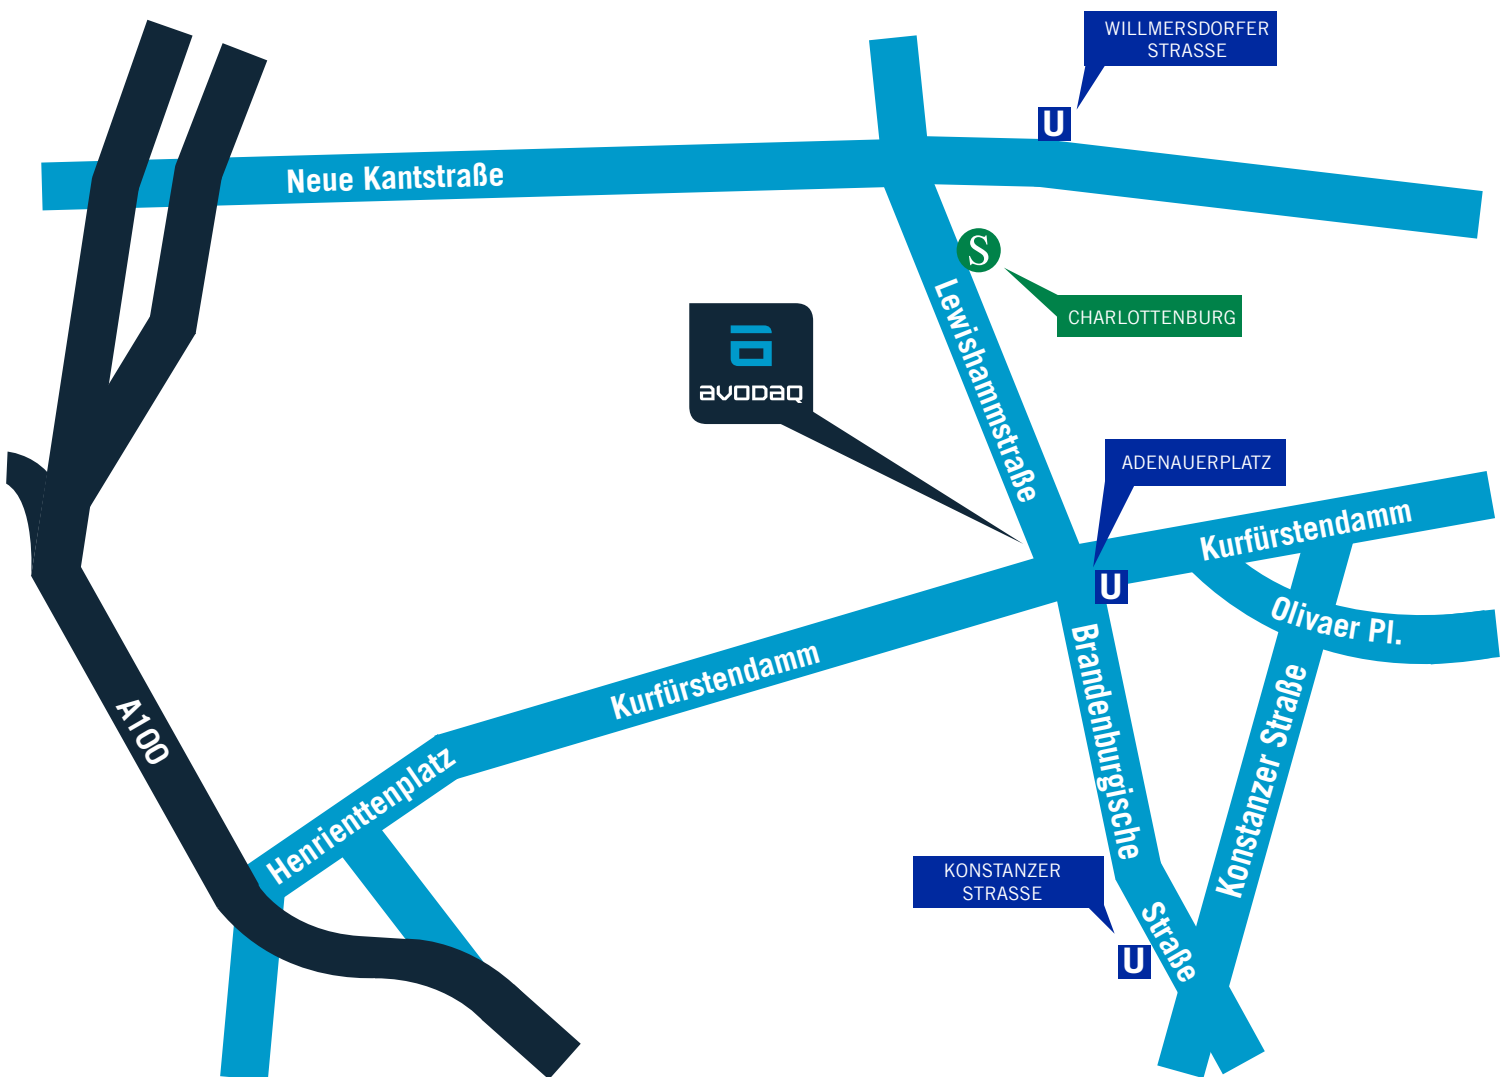 WILLMERSDORFER
STRASSE
U
Neue Kantstraße
S
CHARLOTTENBURG
Lewishammstraße
avodaq
ADENAUERPLATZ
Kurfürstendamm
U
Olivaer Pl.
Kurfürstendamm
Brandenburgische
Straße
Konstanzer Straße
A100
Henrienttenplatz
KONSTANZER
STRASSE
U